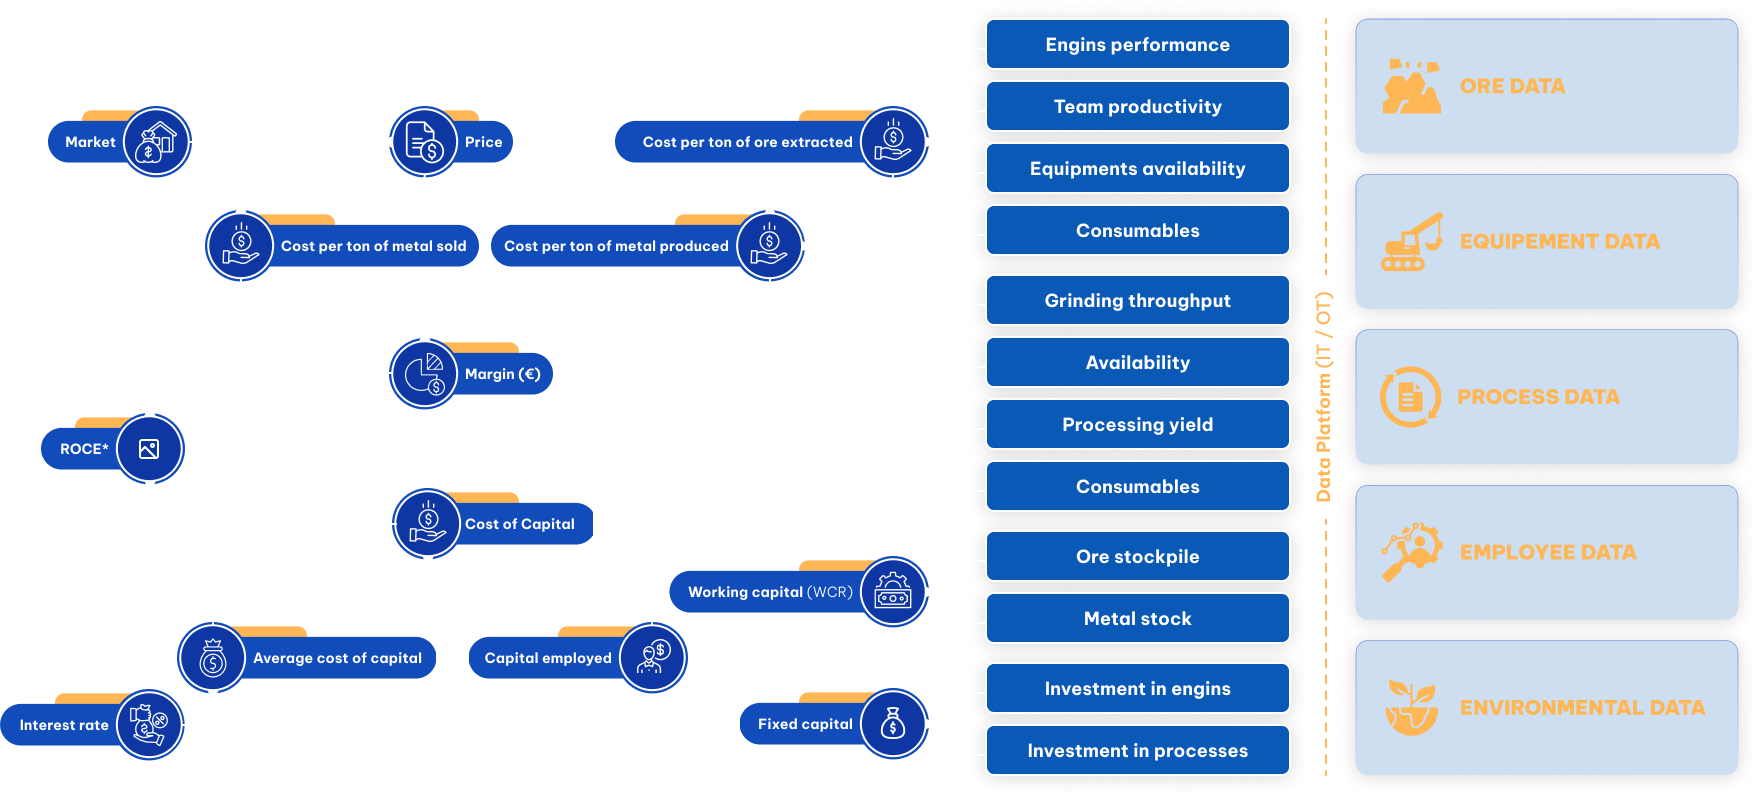 Market
Price
Cost per ton of ore extracted
Cost per ton of metal sold
Cost per ton of metal produced
Margin (€)
ROCE*
Cost of Capital
Working capital (WCR)
Average cost of capital
Capital employed
Interest rate
Fixed capital
Engins performance
Team productivity
Equipments availability
Consumables
Grinding throughput
Availability
Processing yield
Consumables
Ore stockpile
Metal stock
Investment in engins
Investment in processes
Data Platform (IT / OT)
ORE DATA
EQUIPEMENT DATA
PROCESS DATA
EMPLOYEE DATA
ENVIRONMENTAL DATA